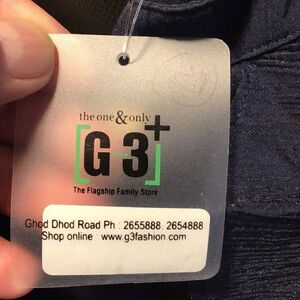 the one & only
G3+
The Flagship Family Store
Ghod Dhod Road Ph : 2655888. 2654888
Shop online www.g3fashion.com